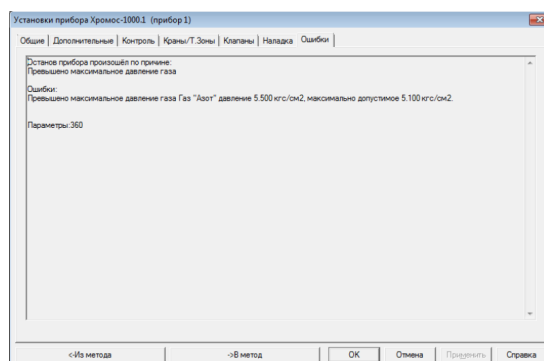 Установки прибора Хромос-1000.1 (прибор 1)
Общие Дополнительные Контроль Краны/Т.Зоны Клапаны Наладка Ошибки
Останов прибора произошёл по причине:
Превышено максимальное давление газа
Ошибки:
Превышено максимальное давление газа Газ "Азот" давление 5.500 кгс/см2, максимально допустимое 5.100 кгс/см2.
Параметры:360
<-Из метода ->В метод OK Отмена Применить Справка